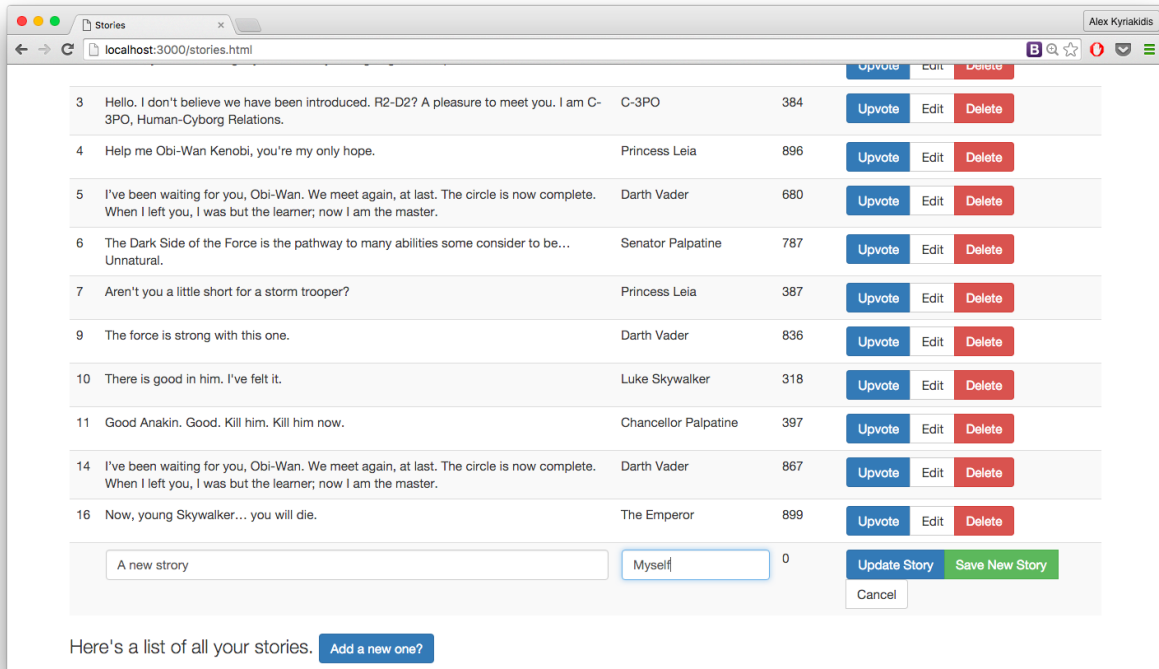 Stories
Alex Kyriakidis
localhost:3000/stories.html
Upvote Edit Delete
3 Hello. I don't believe we have been introduced. R2-D2? A pleasure to meet you. I am C- C-3PO 384 Upvote Edit Delete
3PO, Human-Cyborg Relations.
4 Help me Obi-Wan Kenobi, you're my only hope. Princess Leia 896 Upvote Edit Delete
5 I've been waiting for you, Obi-Wan. We meet again, at last. The circle is now complete. Darth Vader 680 Upvote Edit Delete
When I left you, I was but the learner; now I am the master.
6 The Dark Side of the Force is the pathway to many abilities some consider to be… Senator Palpatine 787 Upvote Edit Delete
Unnatural.
7 Aren't you a little short for a storm trooper? Princess Leia 387 Upvote Edit Delete
9 The force is strong with this one. Darth Vader 836 Upvote Edit Delete
10 There is good in him. I've felt it. Luke Skywalker 318 Upvote Edit Delete
11 Good Anakin. Good. Kill him. Kill him now. Chancellor Palpatine 397 Upvote Edit Delete
14 I've been waiting for you, Obi-Wan. We meet again, at last. The circle is now complete. Darth Vader 867 Upvote Edit Delete
When I left you, I was but the learner; now I am the master.
16 Now, young Skywalker… you will die. The Emperor 899 Upvote Edit Delete
A new strory Myself 0 Update Story Save New Story
Cancel
Here's a list of all your stories. Add a new one?